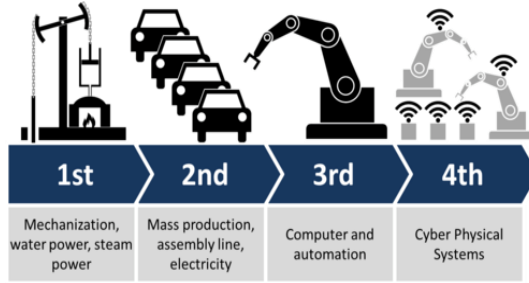 1st
2nd
3rd
4th
Mechanization,
water power, steam
power
Mass production,
assembly line,
electricity
Computer and
automation
Cyber Physical
Systems